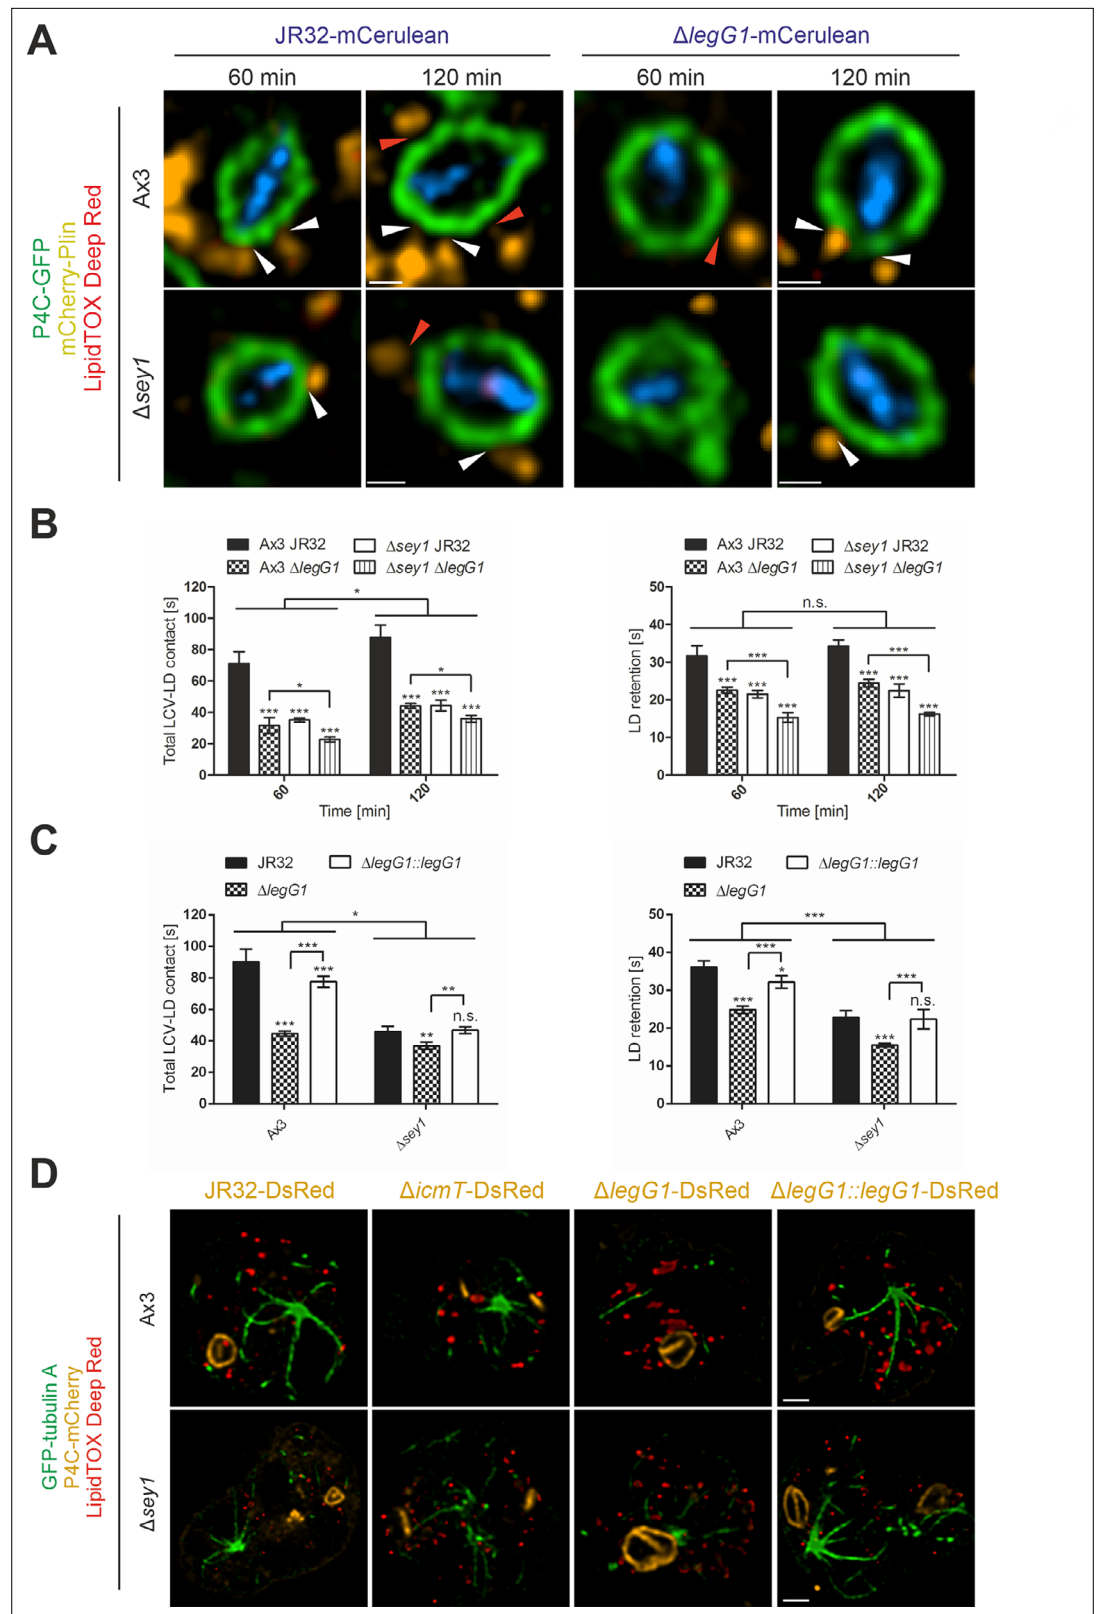 A
JR32-mCerulean
ΔlegG1-mCerulean
60 min
120 min
60 min
120 min
P4C-GFP
mCherry-Plin
LipidTOX Deep Red
Ax3
Δsey1
B
Ax3 JR32
Δsey1 JR32
Ax3 ΔlegG1
Δsey1 ΔlegG1
Total LCV-LD contact [s]
120
100
80
60
40
20
0
*
*
***
***
***
*
***
***
***
60
120
Time [min]
Ax3 JR32
Δsey1 JR32
Ax3 ΔlegG1
Δsey1 ΔlegG1
LD retention [s]
50
40
30
20
10
0
n.s.
***
***
***
***
***
***
***
***
60
120
Time [min]
C
JR32
ΔlegG1::legG1
ΔlegG1
Total LCV-LD contact [s]
120
100
80
60
40
20
0
*
***
***
***
**
**
n.s.
Ax3
Δsey1
JR32
ΔlegG1::legG1
ΔlegG1
LD retention [s]
50
40
30
20
10
0
***
***
***
*
***
***
n.s.
Ax3
Δsey1
D
JR32-DsRed
ΔicmT-DsRed
ΔlegG1-DsRed
ΔlegG1::legG1-DsRed
GFP-tubulin A
P4C-mCherry
LipidTOX Deep Red
Ax3
Δsey1